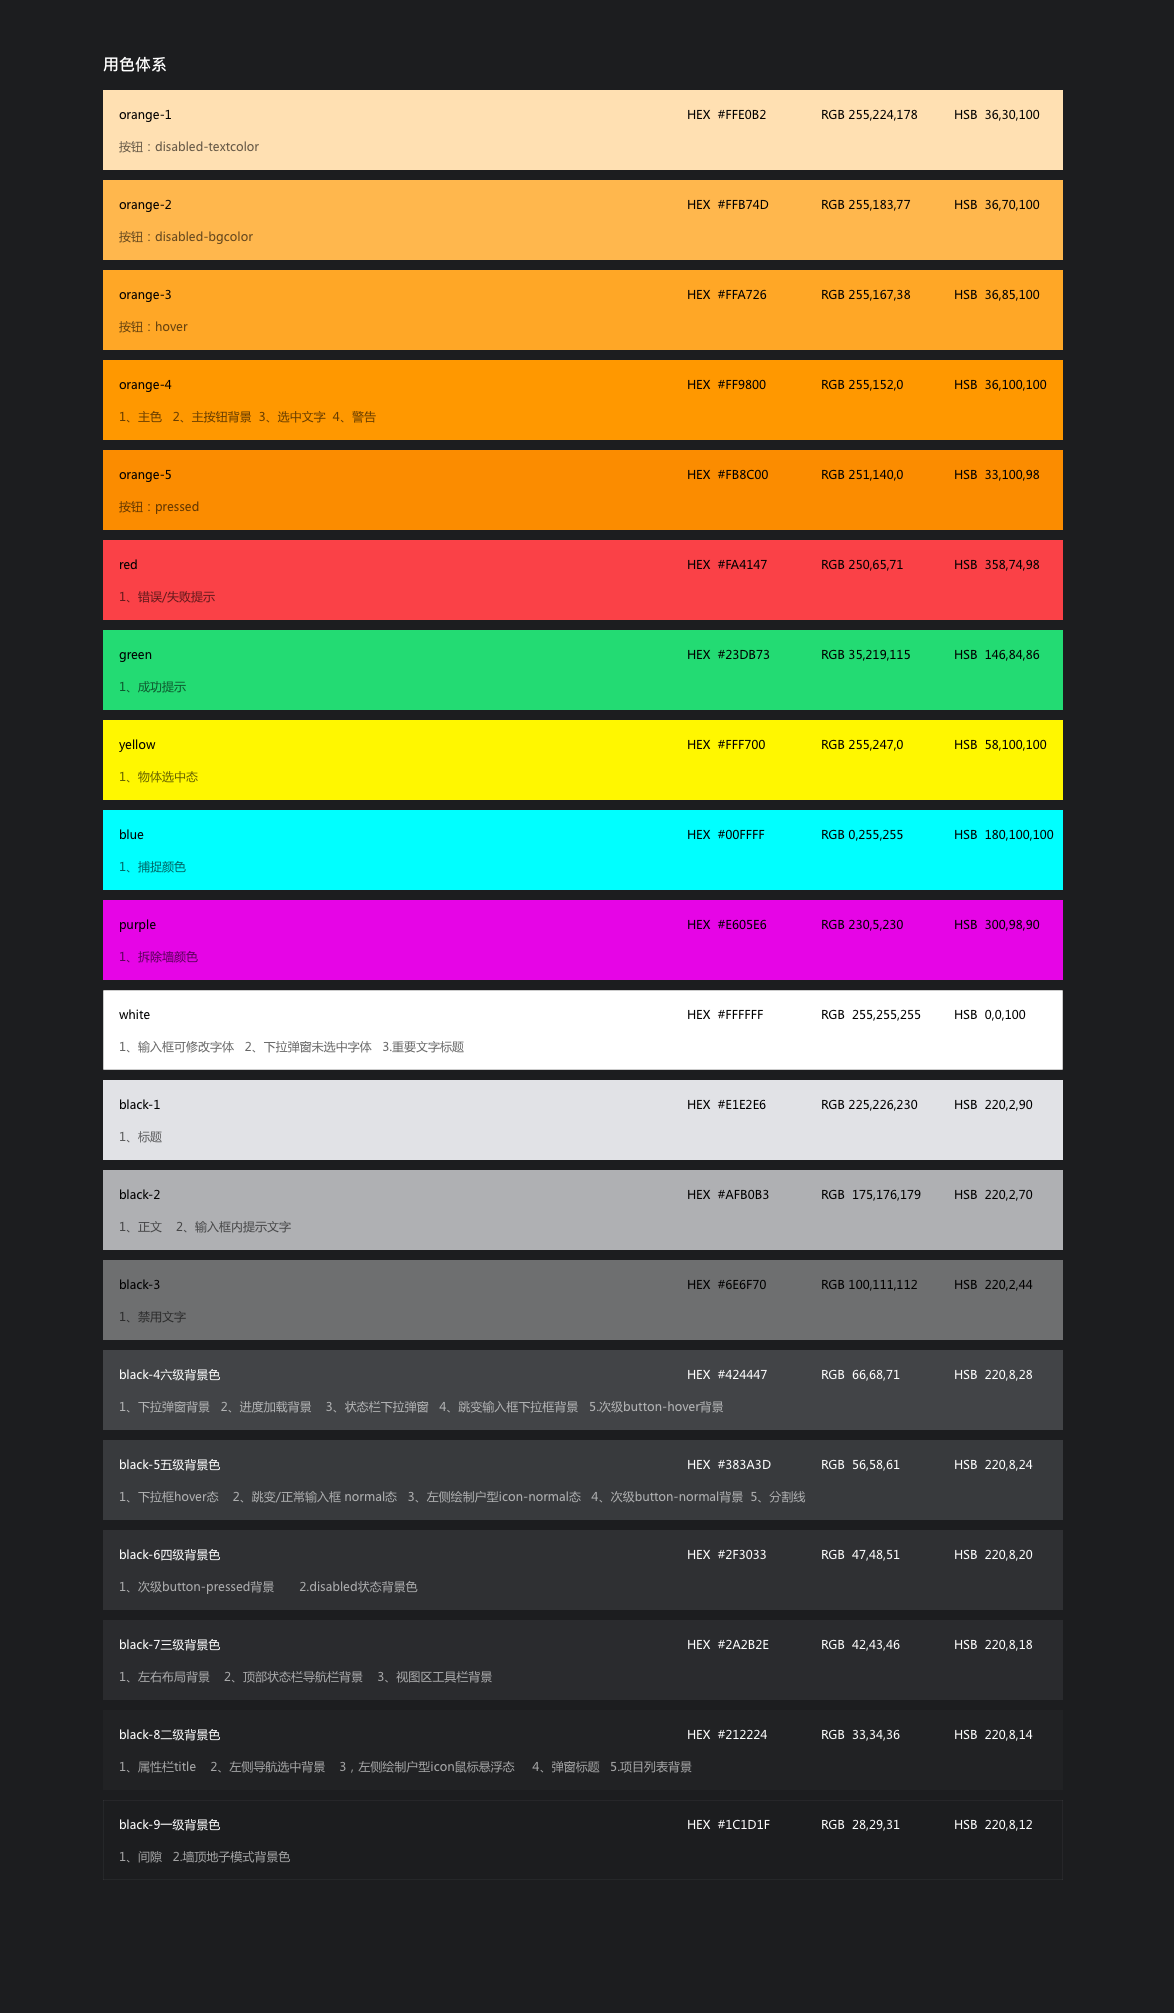 用色体系
orange-1 HEX #FFE0B2 RGB 255,224,178 HSB 36,30,100
按钮：disabled-textcolor
orange-2 HEX #FFB74D RGB 255,183,77 HSB 36,70,100
按钮：disabled-bgcolor
orange-3 HEX #FFA726 RGB 255,167,38 HSB 36,85,100
按钮：hover
orange-4 HEX #FF9800 RGB 255,152,0 HSB 36,100,100
1、主色 2、主按钮背景 3、选中文字 4、警告
orange-5 HEX #FB8C00 RGB 251,140,0 HSB 33,100,98
按钮：pressed
red HEX #FA4147 RGB 250,65,71 HSB 358,74,98
1、错误/失败提示
green HEX #23DB73 RGB 35,219,115 HSB 146,84,86
1、成功提示
yellow HEX #FFF700 RGB 255,247,0 HSB 58,100,100
1、物体选中态
blue HEX #00FFFF RGB 0,255,255 HSB 180,100,100
1、捕捉颜色
purple HEX #E605E6 RGB 230,5,230 HSB 300,98,90
1、拆除墙颜色
white HEX #FFFFFF RGB 255,255,255 HSB 0,0,100
1、输入框可修改字体 2、下拉弹窗未选中字体 3.重要文字标题
black-1 HEX #E1E2E6 RGB 225,226,230 HSB 220,2,90
1、标题
black-2 HEX #AFB0B3 RGB 175,176,179 HSB 220,2,70
1、正文 2、输入框内提示文字
black-3 HEX #6E6F70 RGB 100,111,112 HSB 220,2,44
1、禁用文字
black-4六级背景色 HEX #424447 RGB 66,68,71 HSB 220,8,28
1、下拉弹窗背景 2、进度加载背景 3、状态栏下拉弹窗 4、跳变输入框下拉框背景 5.次级button-hover背景
black-5五级背景色 HEX #383A3D RGB 56,58,61 HSB 220,8,24
1、下拉框hover态 2、跳变/正常输入框 normal态 3、左侧绘制户型icon-normal态 4、次级button-normal背景 5、分割线
black-6四级背景色 HEX #2F3033 RGB 47,48,51 HSB 220,8,20
1、次级button-pressed背景 2.disabled状态背景色
black-7三级背景色 HEX #2A2B2E RGB 42,43,46 HSB 220,8,18
1、左右布局背景 2、顶部状态栏导航栏背景 3、视图区工具栏背景
black-8二级背景色 HEX #212224 RGB 33,34,36 HSB 220,8,14
1、属性栏title 2、左侧导航选中背景 3，左侧绘制户型icon鼠标悬浮态 4、弹窗标题 5.项目列表背景
black-9一级背景色 HEX #1C1D1F RGB 28,29,31 HSB 220,8,12
1、间隙 2.墙顶地子模式背景色